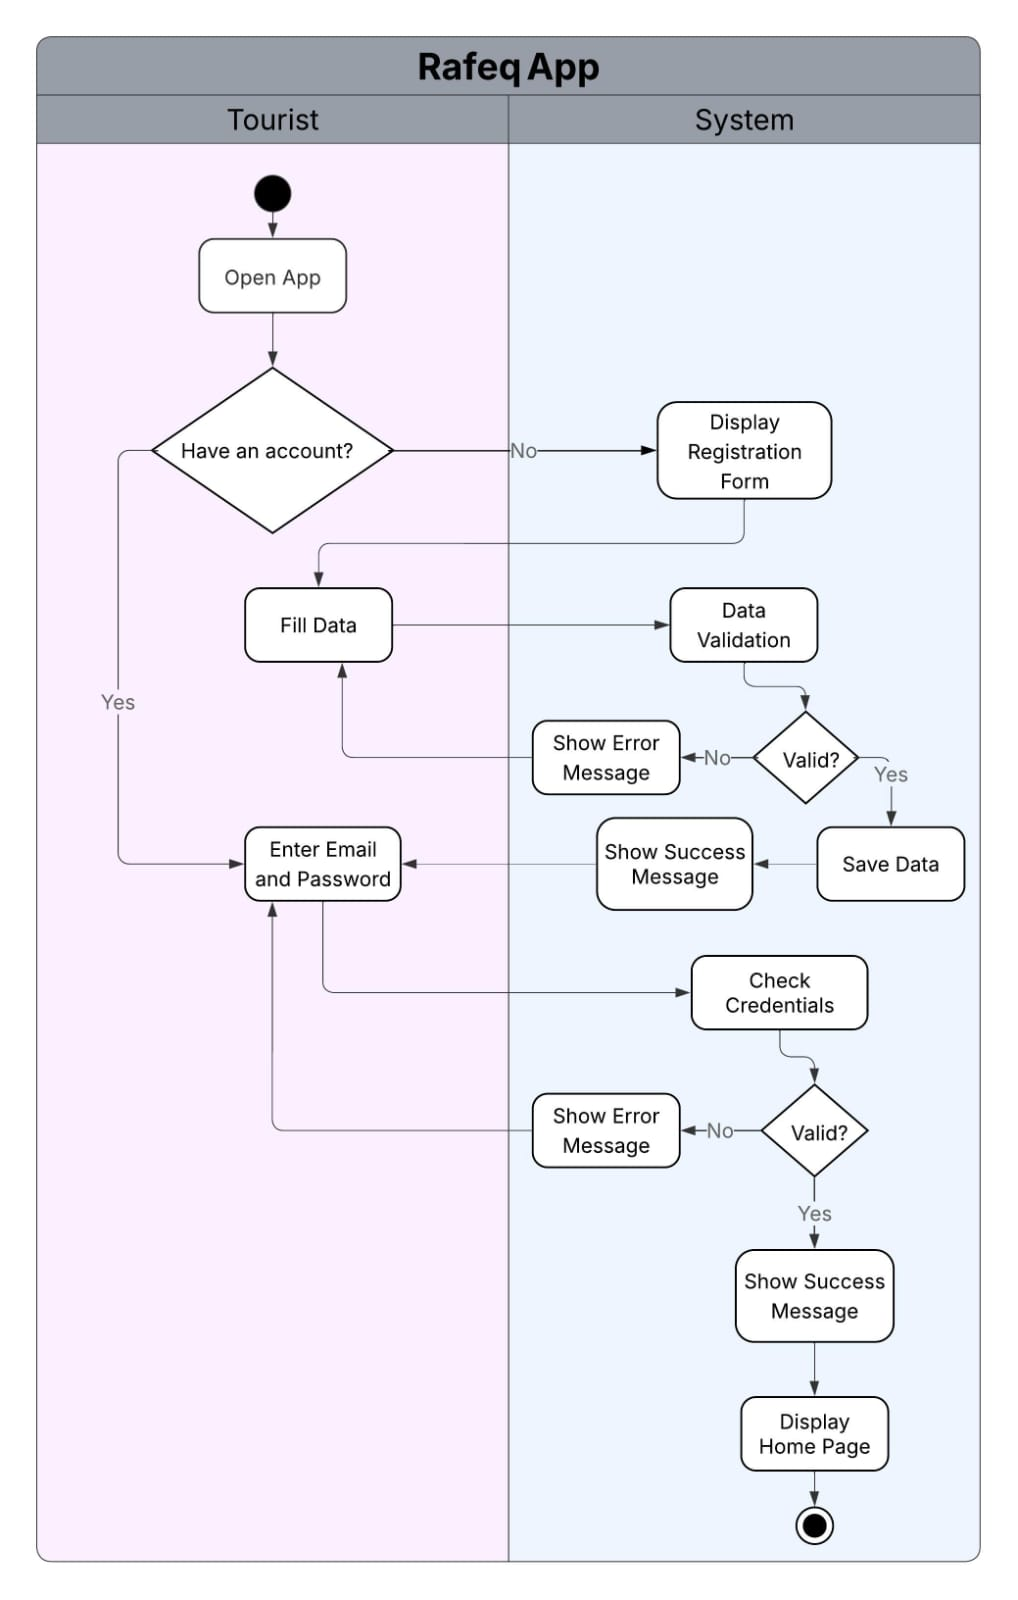 Rafeq App
Tourist
System
Open App
Have an account?
No
Display
Registration
Form
Fill Data
Data
Validation
Yes
Show Error
Message
No
Valid?
Yes
Enter Email
and Password
Show Success
Message
Save Data
Check
Credentials
Show Error
Message
No
Valid?
Yes
Show Success
Message
Display
Home Page